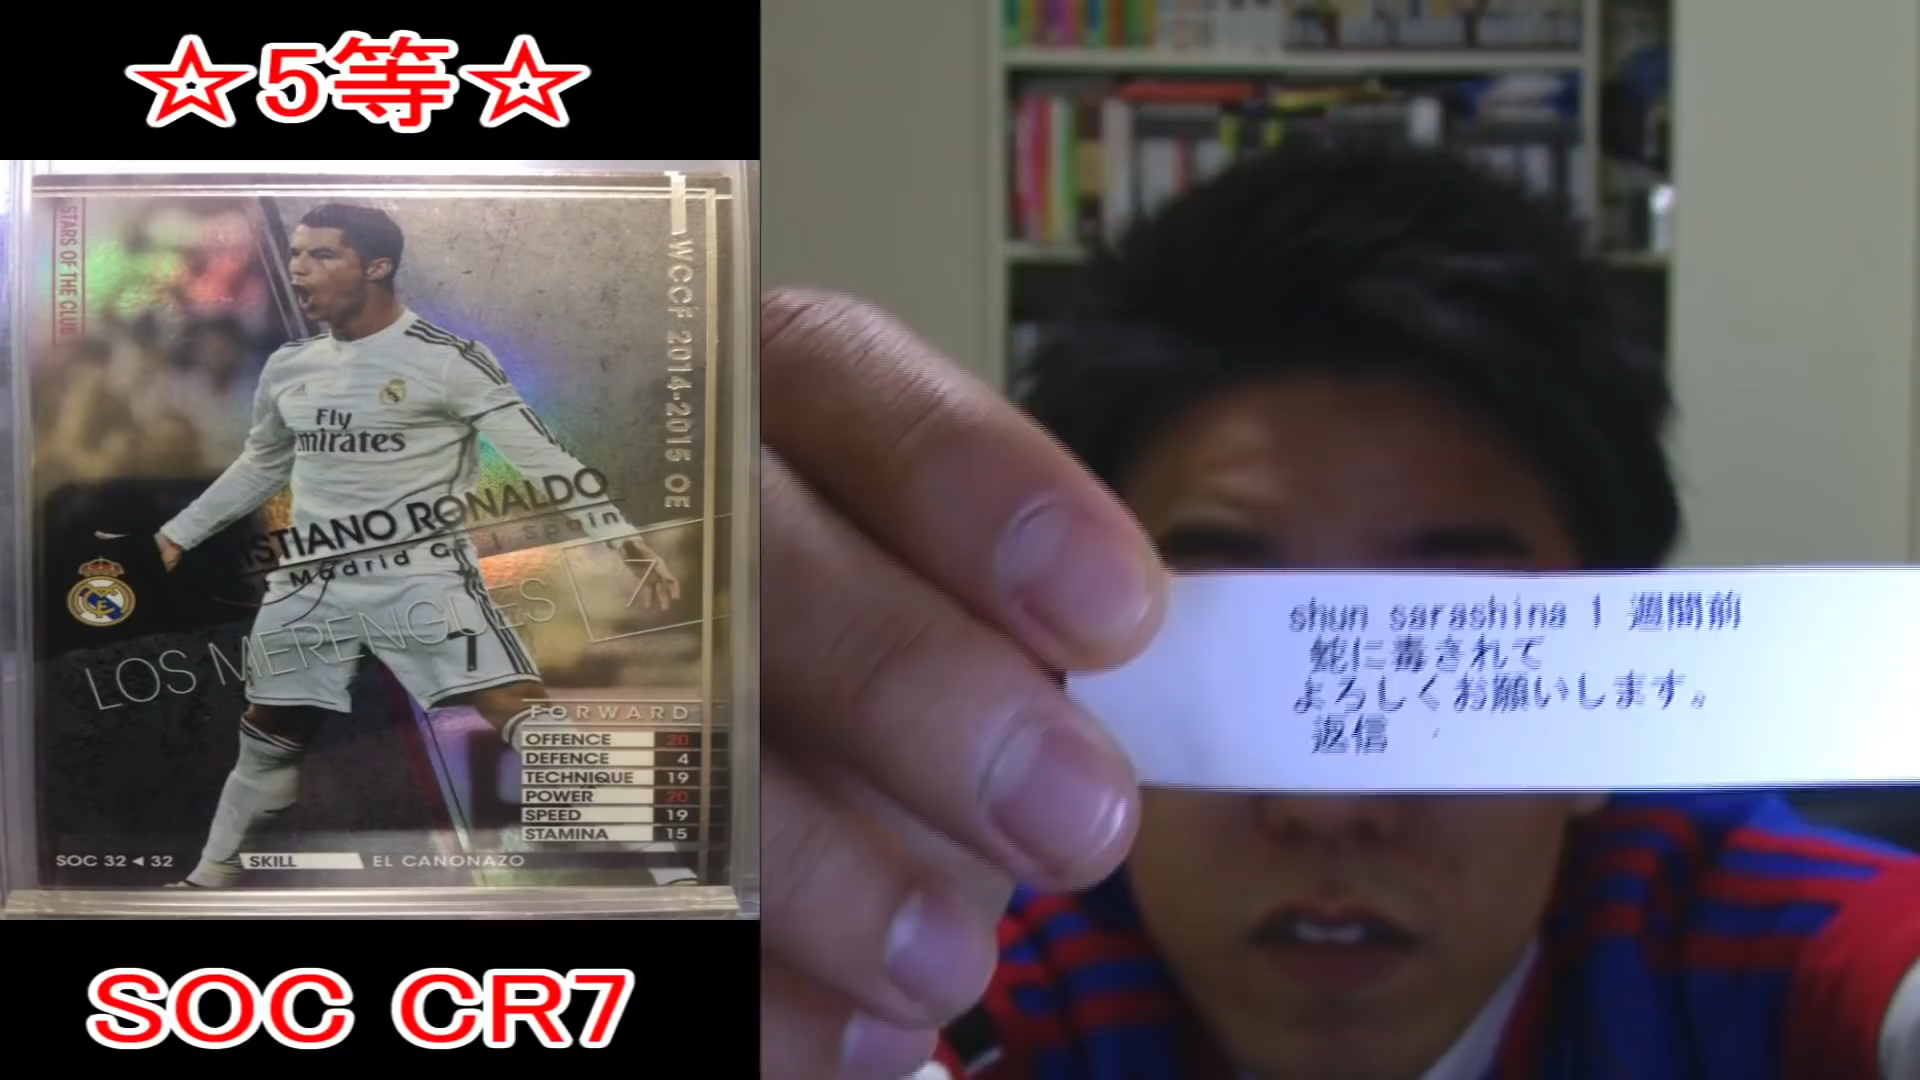 ☆5等☆
STARS OF THE CLUB
WCCF 2014-2015 OE
Fly
Emirates
CRISTIANO RONALDO
Madrid
Spain
LOS MERENGUES 7
7
FORWARD
OFFENCE 20
DEFENCE 4
TECHNIQUE 19
POWER 20
SPEED 19
STAMINA 15
SOC 32◄32 SKILL EL CANONAZO
SOC CR7
shun sarashina 1 週間前
蛇に毒されて
よろしくお願いします。
返信